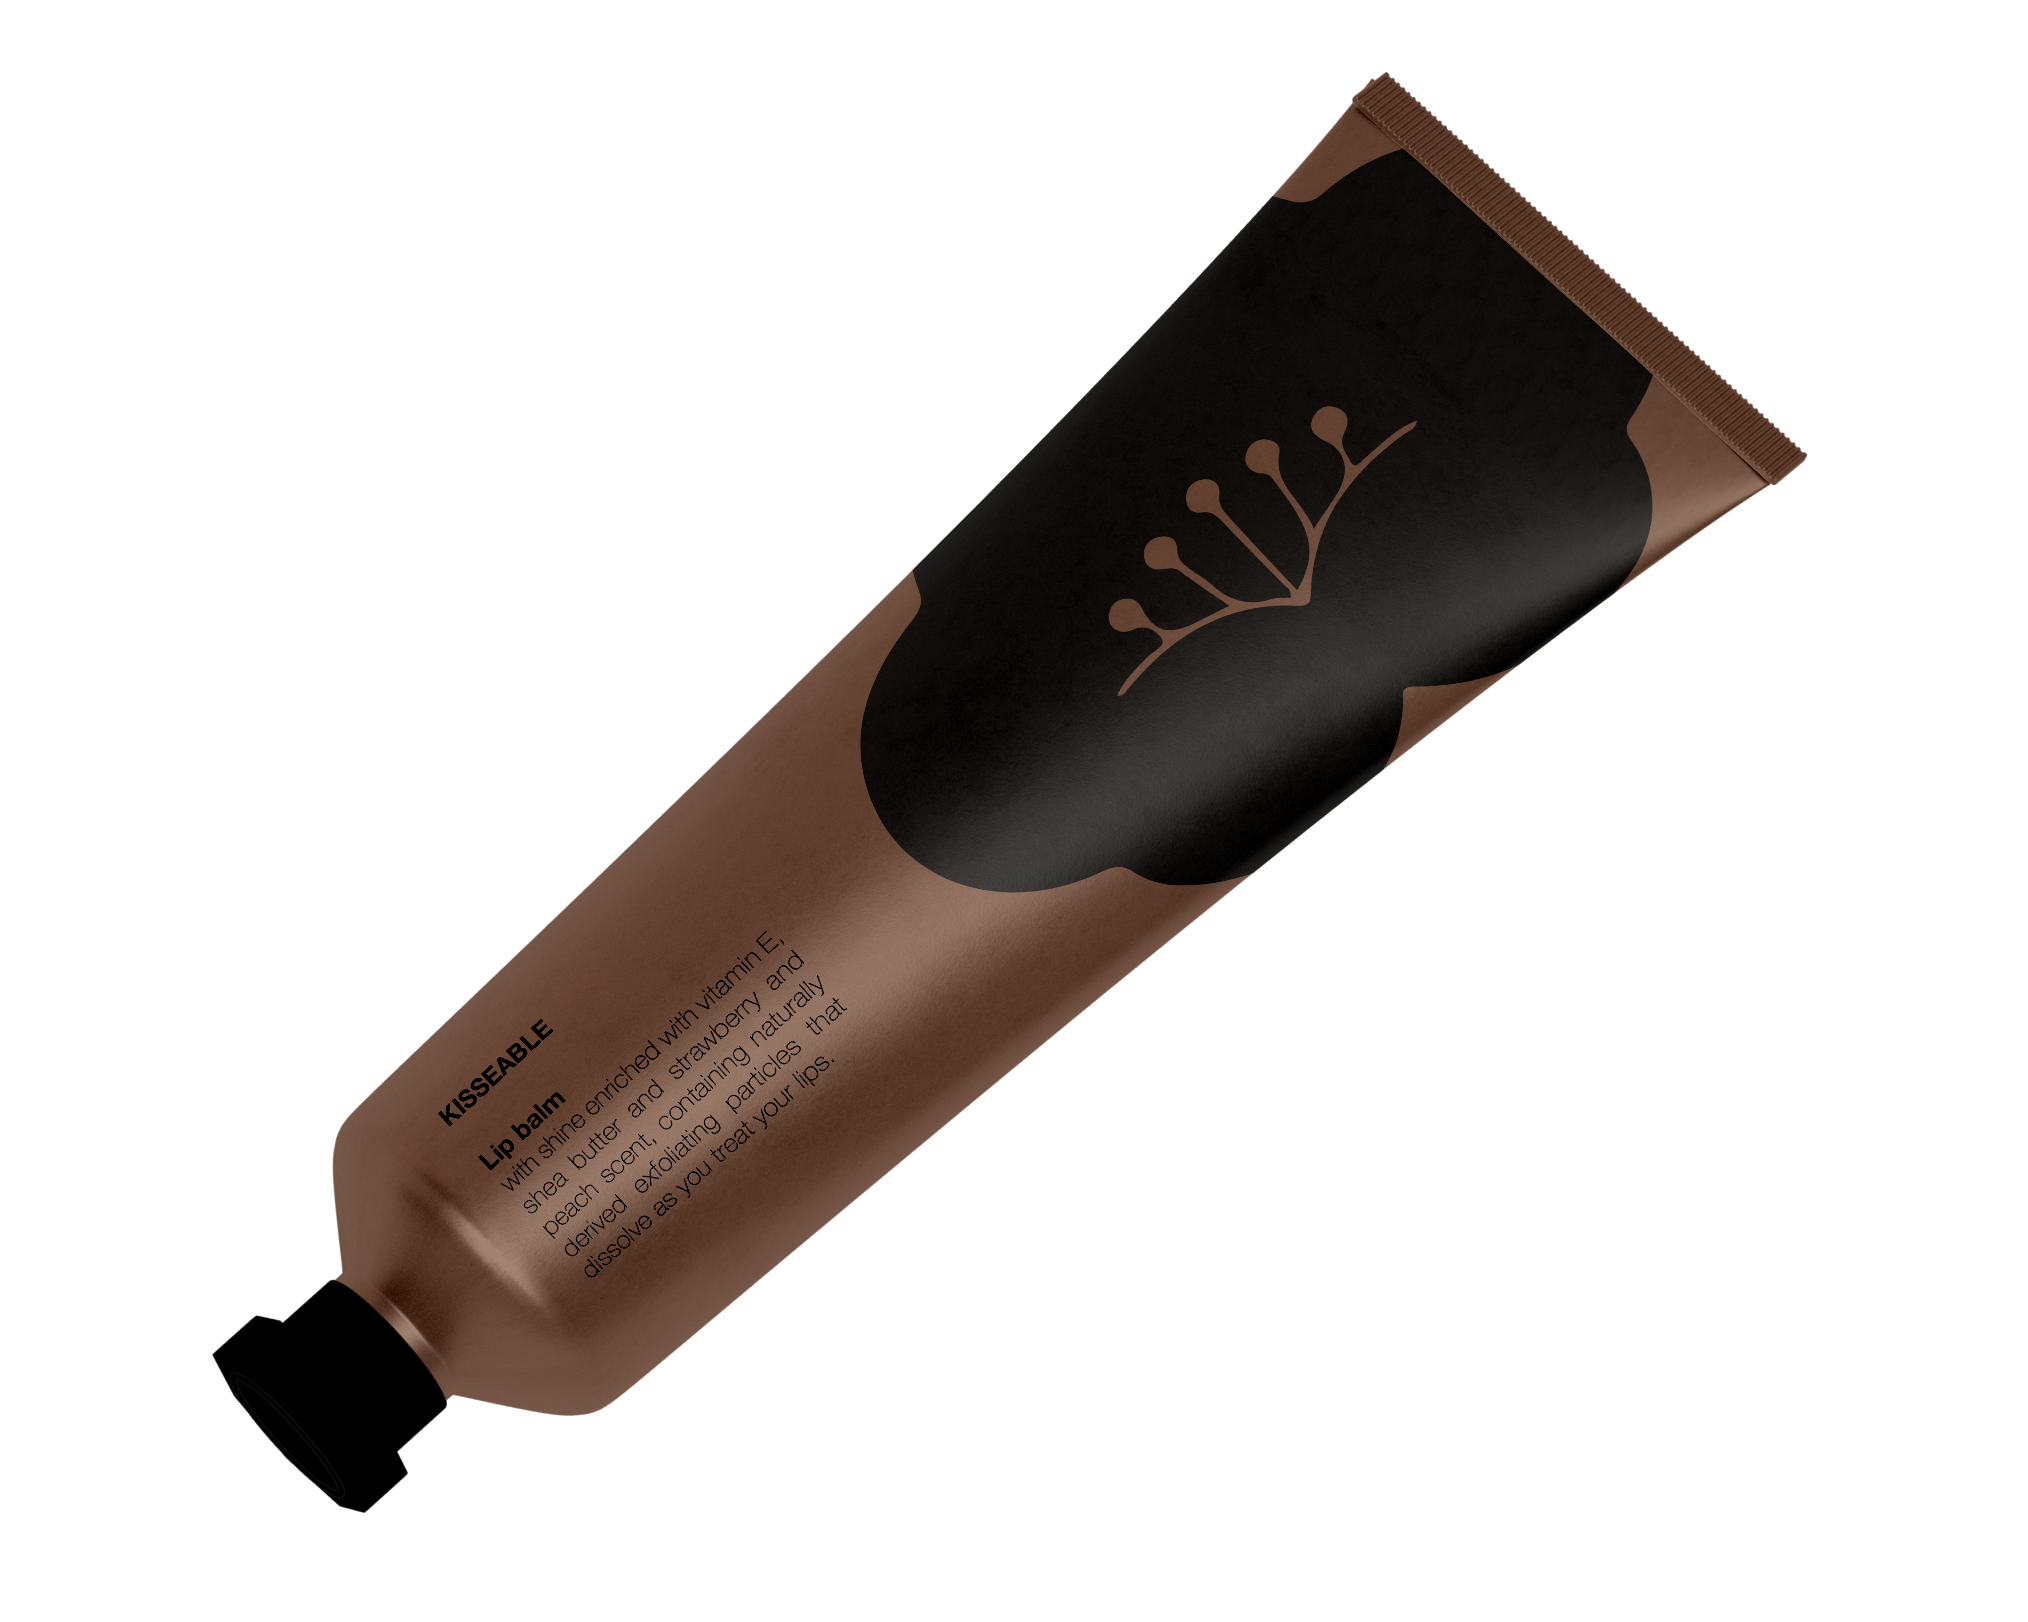 KISSEABLE
Lip balm
with shine enriched with vitamin E,
shea butter and strawberry and
peach scent, containing naturally
derived exfoliating particles that
dissolve as you treat your lips.